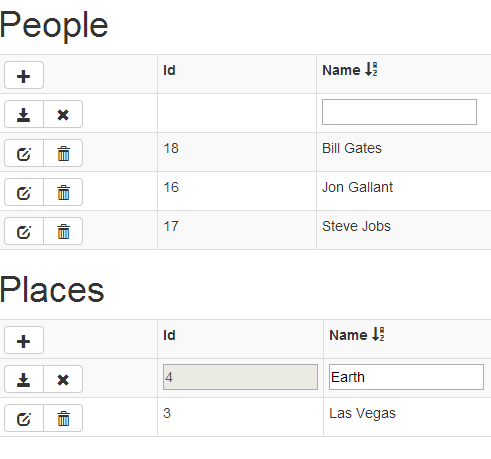 People
Id Name
18 Bill Gates
16 Jon Gallant
17 Steve Jobs
Places
Id Name
4 Earth
3 Las Vegas